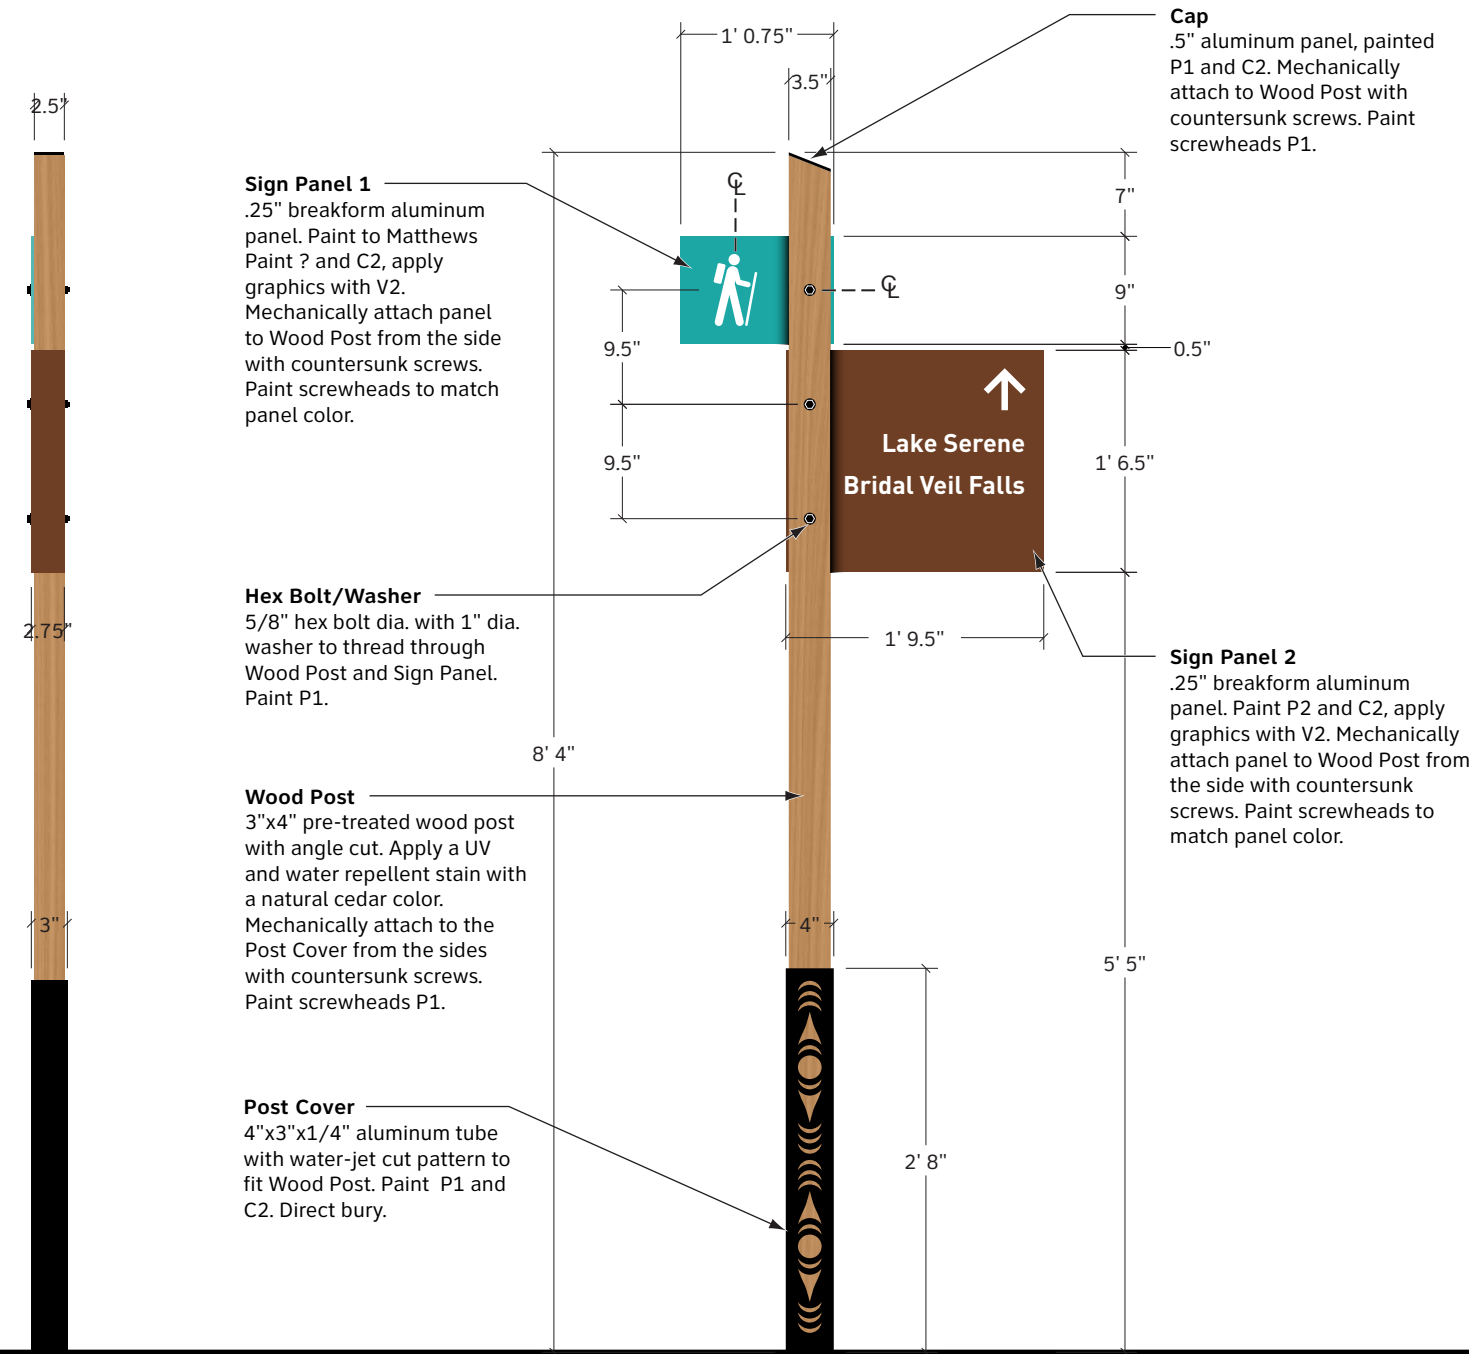 Cap
.5" aluminum panel, painted
P1 and C2. Mechanically
attach to Wood Post with
countersunk screws. Paint
screwheads P1.
1' 0.75"
3.5"
2.5"
Sign Panel 1
.25" breakform aluminum
panel. Paint to Matthews
Paint ? and C2, apply
graphics with V2.
Mechanically attach panel
to Wood Post from the side
with countersunk screws.
Paint screwheads to match
panel color.
℄
℄
7"
9"
0.5"
9.5"
9.5"
1' 6.5"
Lake Serene
Bridal Veil Falls
Hex Bolt/Washer
5/8" hex bolt dia. with 1" dia.
washer to thread through
Wood Post and Sign Panel.
Paint P1.
2.75"
1' 9.5"
Sign Panel 2
.25" breakform aluminum
panel. Paint P2 and C2, apply
graphics with V2. Mechanically
attach panel to Wood Post from
the side with countersunk
screws. Paint screwheads to
match panel color.
8' 4"
Wood Post
3"x4" pre-treated wood post
with angle cut. Apply a UV
and water repellent stain with
a natural cedar color.
Mechanically attach to the
Post Cover from the sides
with countersunk screws.
Paint screwheads P1.
3"
4"
5' 5"
Post Cover
4"x3"x1/4" aluminum tube
with water-jet cut pattern to
fit Wood Post. Paint  P1 and
C2. Direct bury.
2' 8"